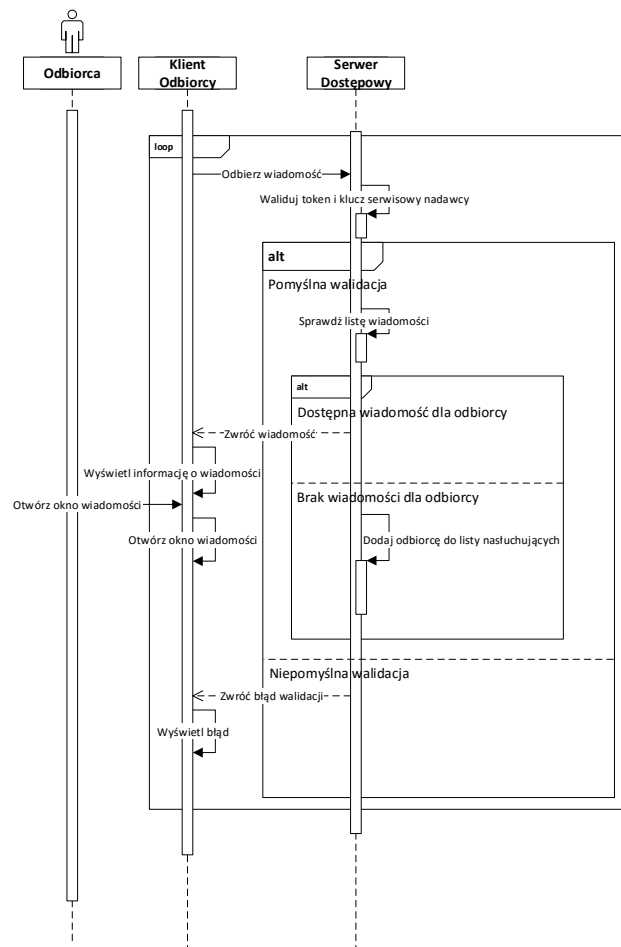 Odbiorca
Klient
Odbiorcy
Serwer
Dostępowy
loop
Odbierz wiadomość
Waliduj token i klucz serwisowy nadawcy
alt
Pomyślna walidacja
Sprawdź listę wiadomości
alt
Dostępna wiadomość dla odbiorcy
Zwróć wiadomość
Wyświetl informację o wiadomości
Brak wiadomości dla odbiorcy
Otwórz okno wiadomości
Otwórz okno wiadomości
Dodaj odbiorcę do listy nasłuchujących
Niepomyślna walidacja
Zwróć błąd walidacji
Wyświetl błąd